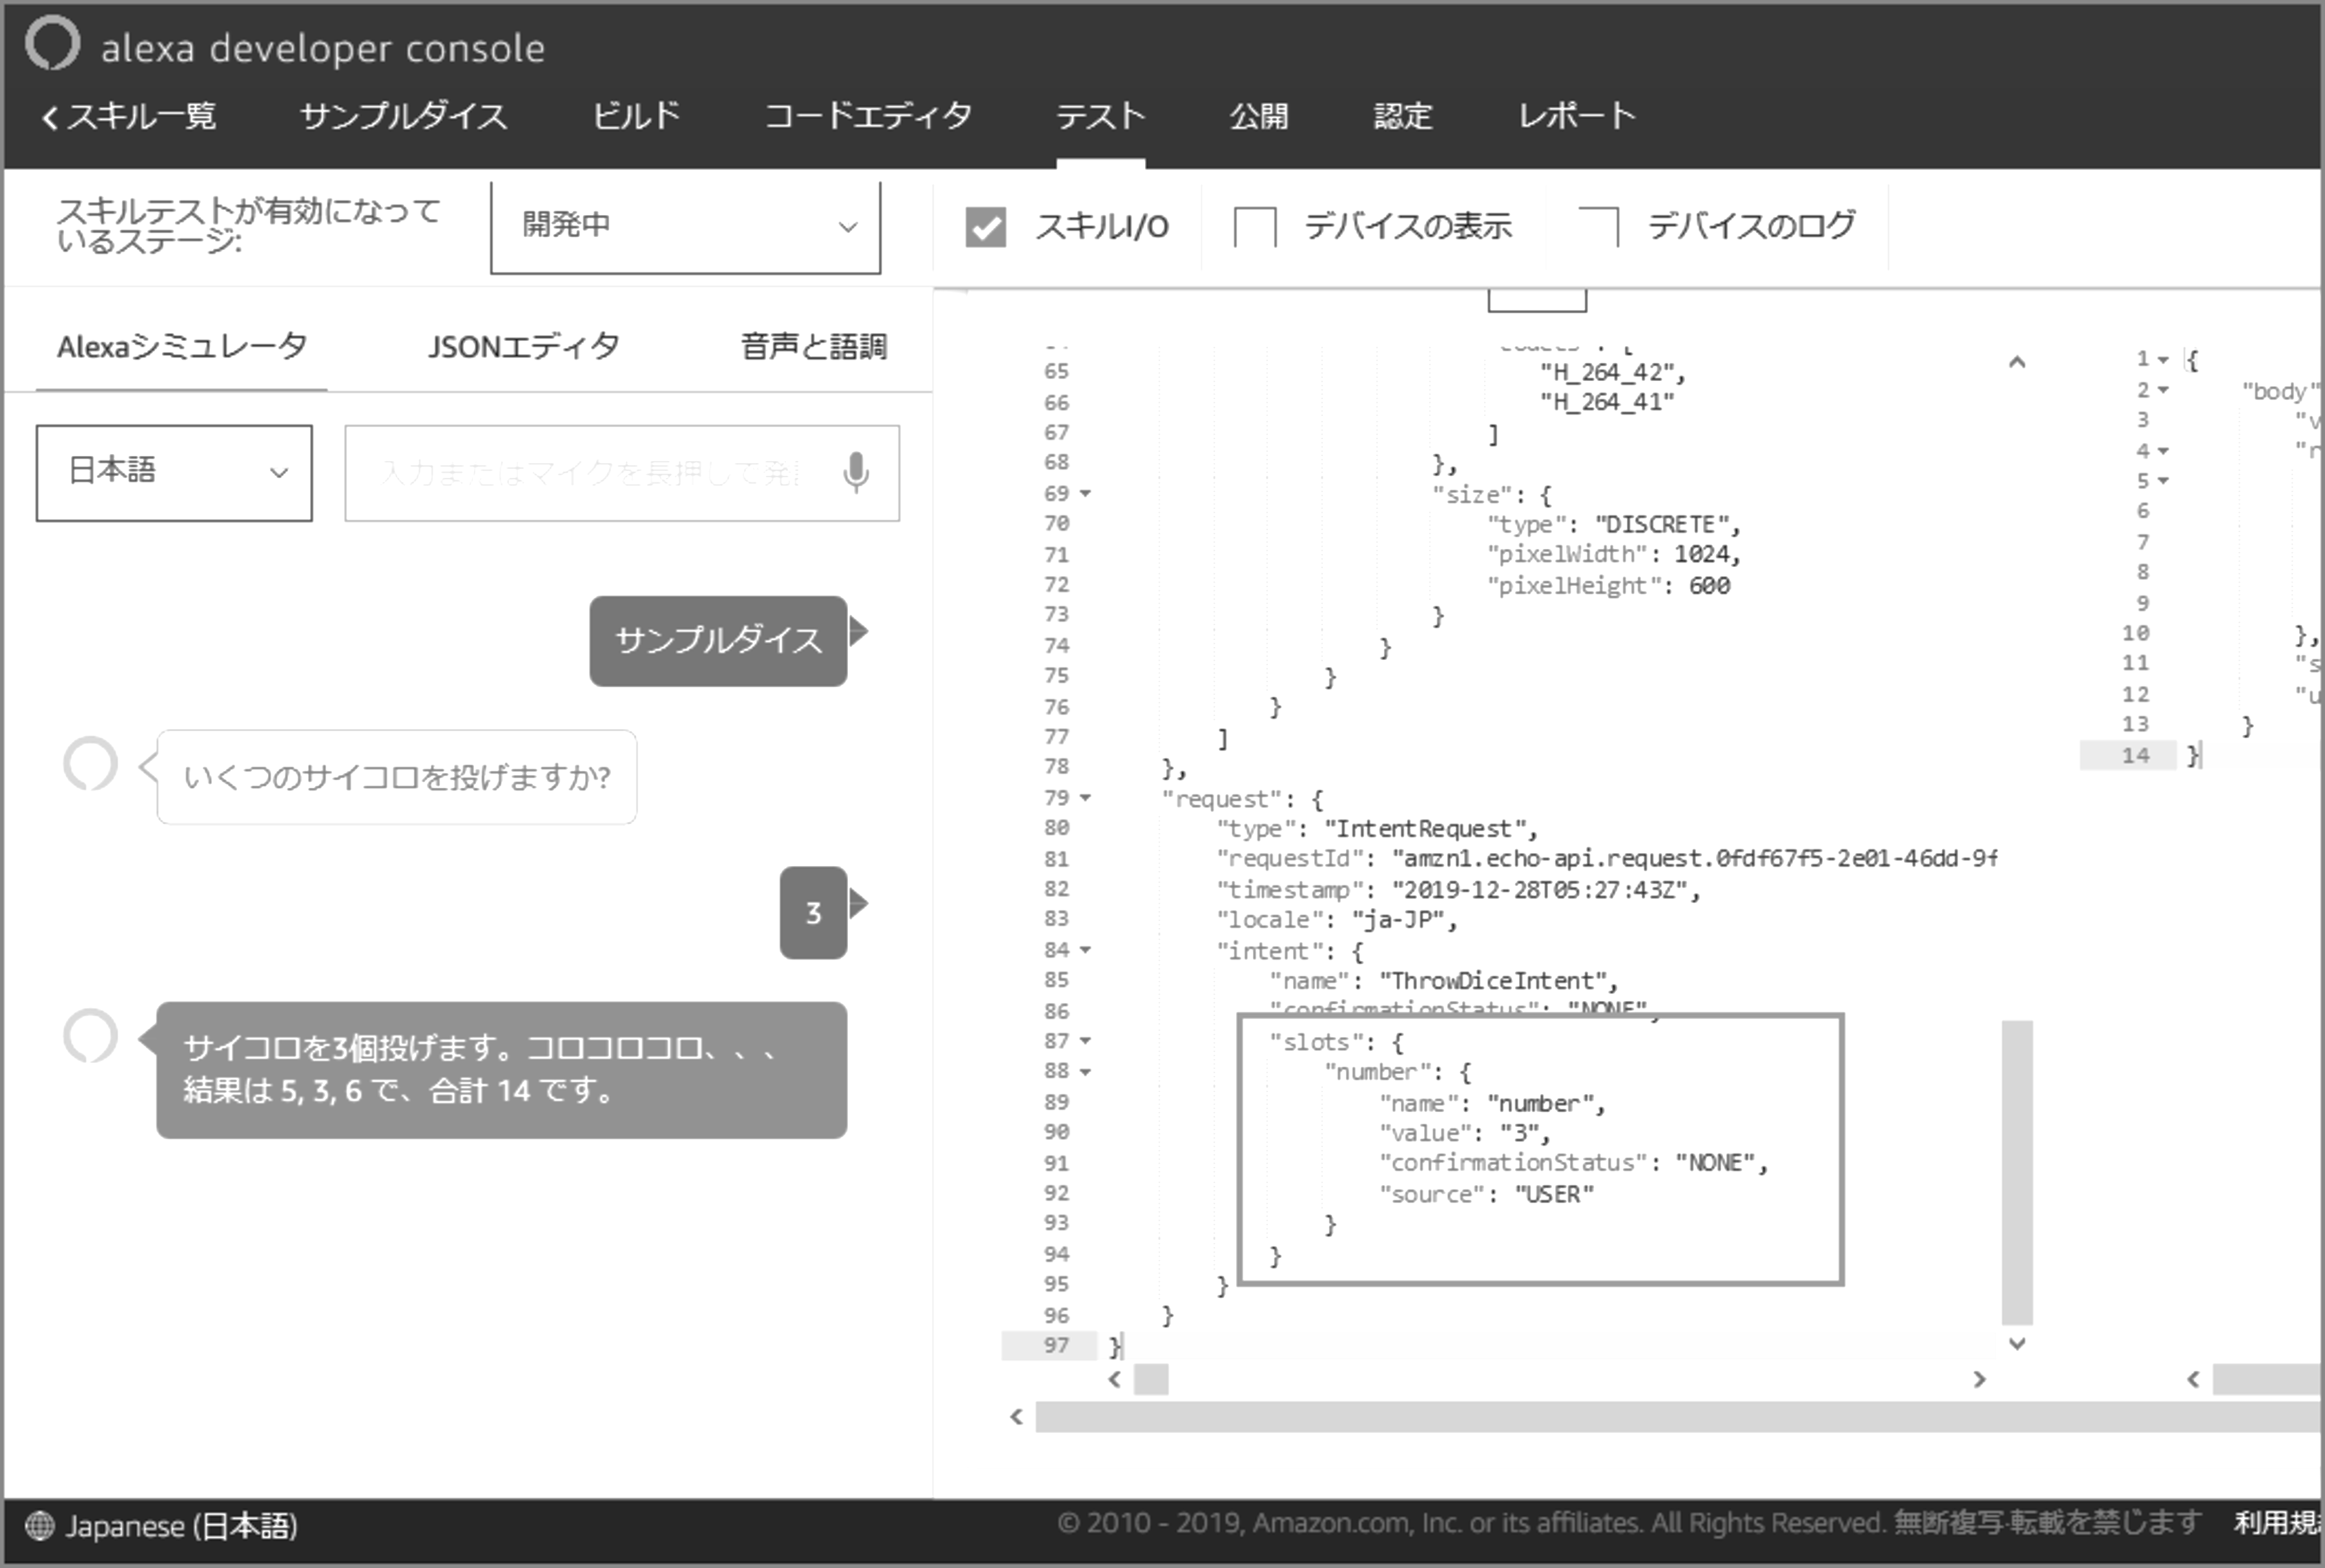 alexa developer console
スキル一覧 サンプルダイス ビルド コードエディタ テスト 公開 認定 レポート
スキルテストが有効になって
いるステージ:
開発中
スキルI/O デバイスの表示 デバイスのログ
Alexaシミュレータ JSONエディタ 音声と語調
日本語
入力またはマイクを長押して発
サンプルダイス
いくつのサイコロを投げますか?
3
サイコロを3個投げます。コロコロコロ、、、
結果は 5, 3, 6 で、合計 14 です。
65 "H_264_42",
66 "H_264_41"
67 ]
68 },
69 "size": {
70 "type": "DISCRETE",
71 "pixelWidth": 1024,
72 "pixelHeight": 600
73 }
74 }
75 }
76 }
77 ]
78 },
79 "request": {
80 "type": "IntentRequest",
81 "requestId": "amzn1.echo-api.request.0fdf67f5-2e01-46dd-9f
82 "timestamp": "2019-12-28T05:27:43Z",
83 "locale": "ja-JP",
84 "intent": {
85 "name": "ThrowDiceIntent",
86 "confirmationStatus": "NONE",
87 "slots": {
88 "number": {
89 "name": "number",
90 "value": "3",
91 "confirmationStatus": "NONE",
92 "source": "USER"
93 }
94 }
95 }
96 }
97 }
1 {
2 "body"
3 "v
4 "r
5
6
7
8
9
10 },
11 "s
12 "u
13 }
14 }
Japanese (日本語)
© 2010 - 2019, Amazon.com, Inc. or its affiliates. All Rights Reserved. 無断複写·転載を禁じます 利用規